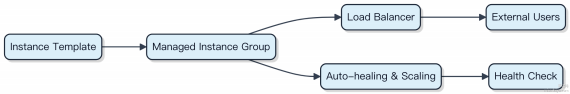 Instance Template
Managed Instance Group
Load Balancer
External Users
Auto-healing & Scaling
Health Check